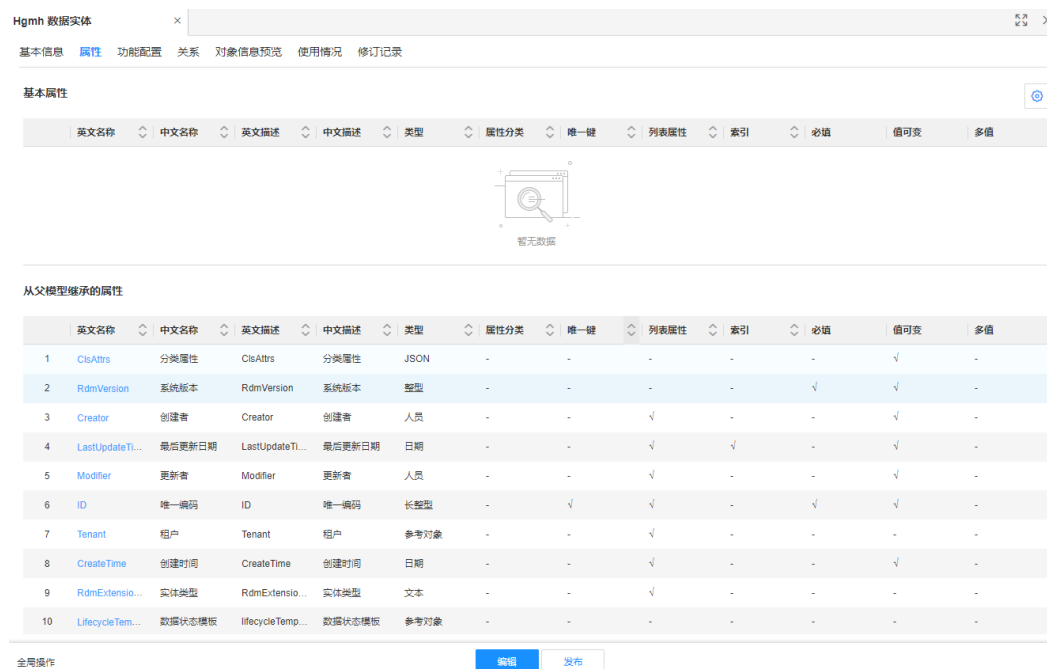 Hgmh 数据实体 ×
基本信息 属性 功能配置 关系 对象信息预览 使用情况 修订记录
基本属性
英文名称 中文名称 英文描述 中文描述 类型 属性分类 唯一键 列表属性 索引 必填 值可变 多值
暂无数据
从父模型继承的属性
英文名称 中文名称 英文描述 中文描述 类型 属性分类 唯一键 列表属性 索引 必填 值可变 多值
1 ClsAttrs 分类属性 ClsAttrs 分类属性 JSON - - - - - √ -
2 RdmVersion 系统版本 RdmVersion 系统版本 整型 - - - - √ √ -
3 Creator 创建者 Creator 创建者 人员 - - √ - - √ -
4 LastUpdateTi... 最后更新日期 LastUpdateTi... 最后更新日期 日期 - - √ √ - √ -
5 Modifier 更新者 Modifier 更新者 人员 - - √ - - √ -
6 ID 唯一编码 ID 唯一编码 长整型 - √ √ - √ √ -
7 Tenant 租户 Tenant 租户 参考对象 - - √ - - - -
8 CreateTime 创建时间 CreateTime 创建时间 日期 - - √ - - √ -
9 RdmExtensio... 实体类型 RdmExtensio... 实体类型 文本 - - √ - - - -
10 LifecycleTem... 数据状态模板 lifecycleTemp... 数据状态模板 参考对象 - - - - - - -
全局操作 编辑 发布